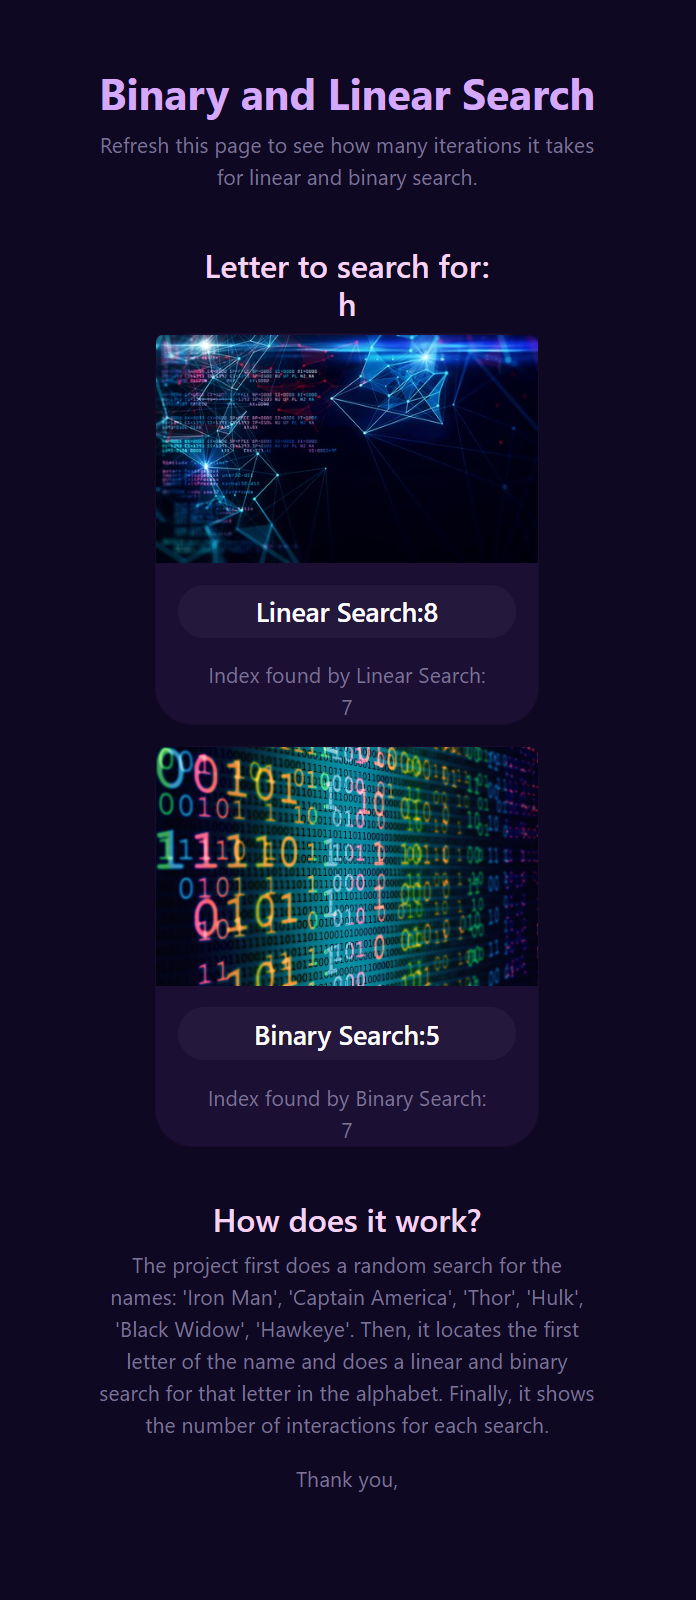 Binary and Linear Search
Refresh this page to see how many iterations it takes
for linear and binary search.
Letter to search for:
h
Linear Search:8
Index found by Linear Search:
7
Binary Search:5
Index found by Binary Search:
7
How does it work?
The project first does a random search for the
names: 'Iron Man', 'Captain America', 'Thor', 'Hulk',
'Black Widow', 'Hawkeye'. Then, it locates the first
letter of the name and does a linear and binary
search for that letter in the alphabet. Finally, it shows
the number of interactions for each search.
Thank you,